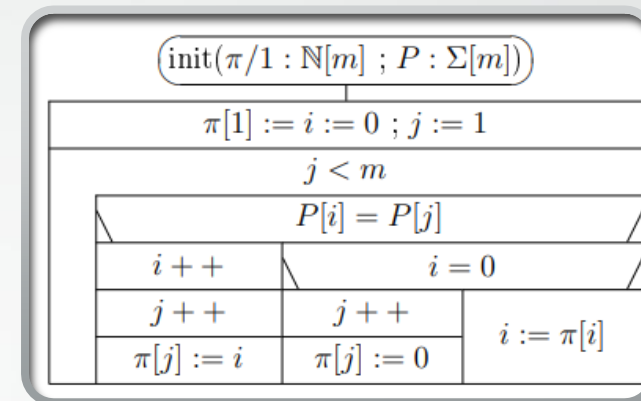 init(π/1 : ℕ[m] ; P : Σ[m])
π[1] := i := 0 ; j := 1
j < m
P[i] = P[j]
i + + i = 0
j + + j + + i := π[i]
π[j] := i π[j] := 0